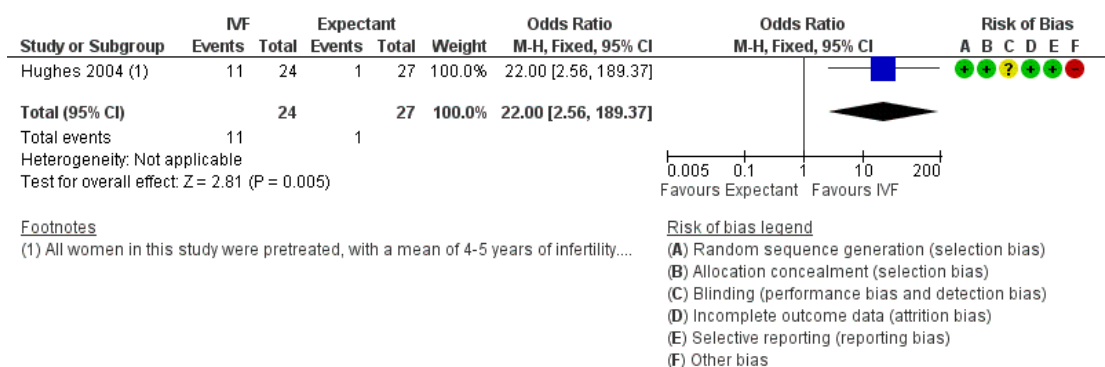 IVF Expectant Odds Ratio Odds Ratio Risk of Bias
Study or Subgroup Events Total Events Total Weight M-H, Fixed, 95% CI M-H, Fixed, 95% CI A B C D E F
Hughes 2004 (1) 11 24 1 27 100.0% 22.00 [2.56, 189.37] + + ? + + -
Total (95% CI) 24 27 100.0% 22.00 [2.56, 189.37]
Total events 11 1
Heterogeneity: Not applicable
Test for overall effect: Z = 2.81 (P = 0.005)
0.005 0.1 1 10 200
Favours Expectant Favours IVF
Footnotes
(1) All women in this study were pretreated, with a mean of 4-5 years of infertility....
Risk of bias legend
(A) Random sequence generation (selection bias)
(B) Allocation concealment (selection bias)
(C) Blinding (performance bias and detection bias)
(D) Incomplete outcome data (attrition bias)
(E) Selective reporting (reporting bias)
(F) Other bias